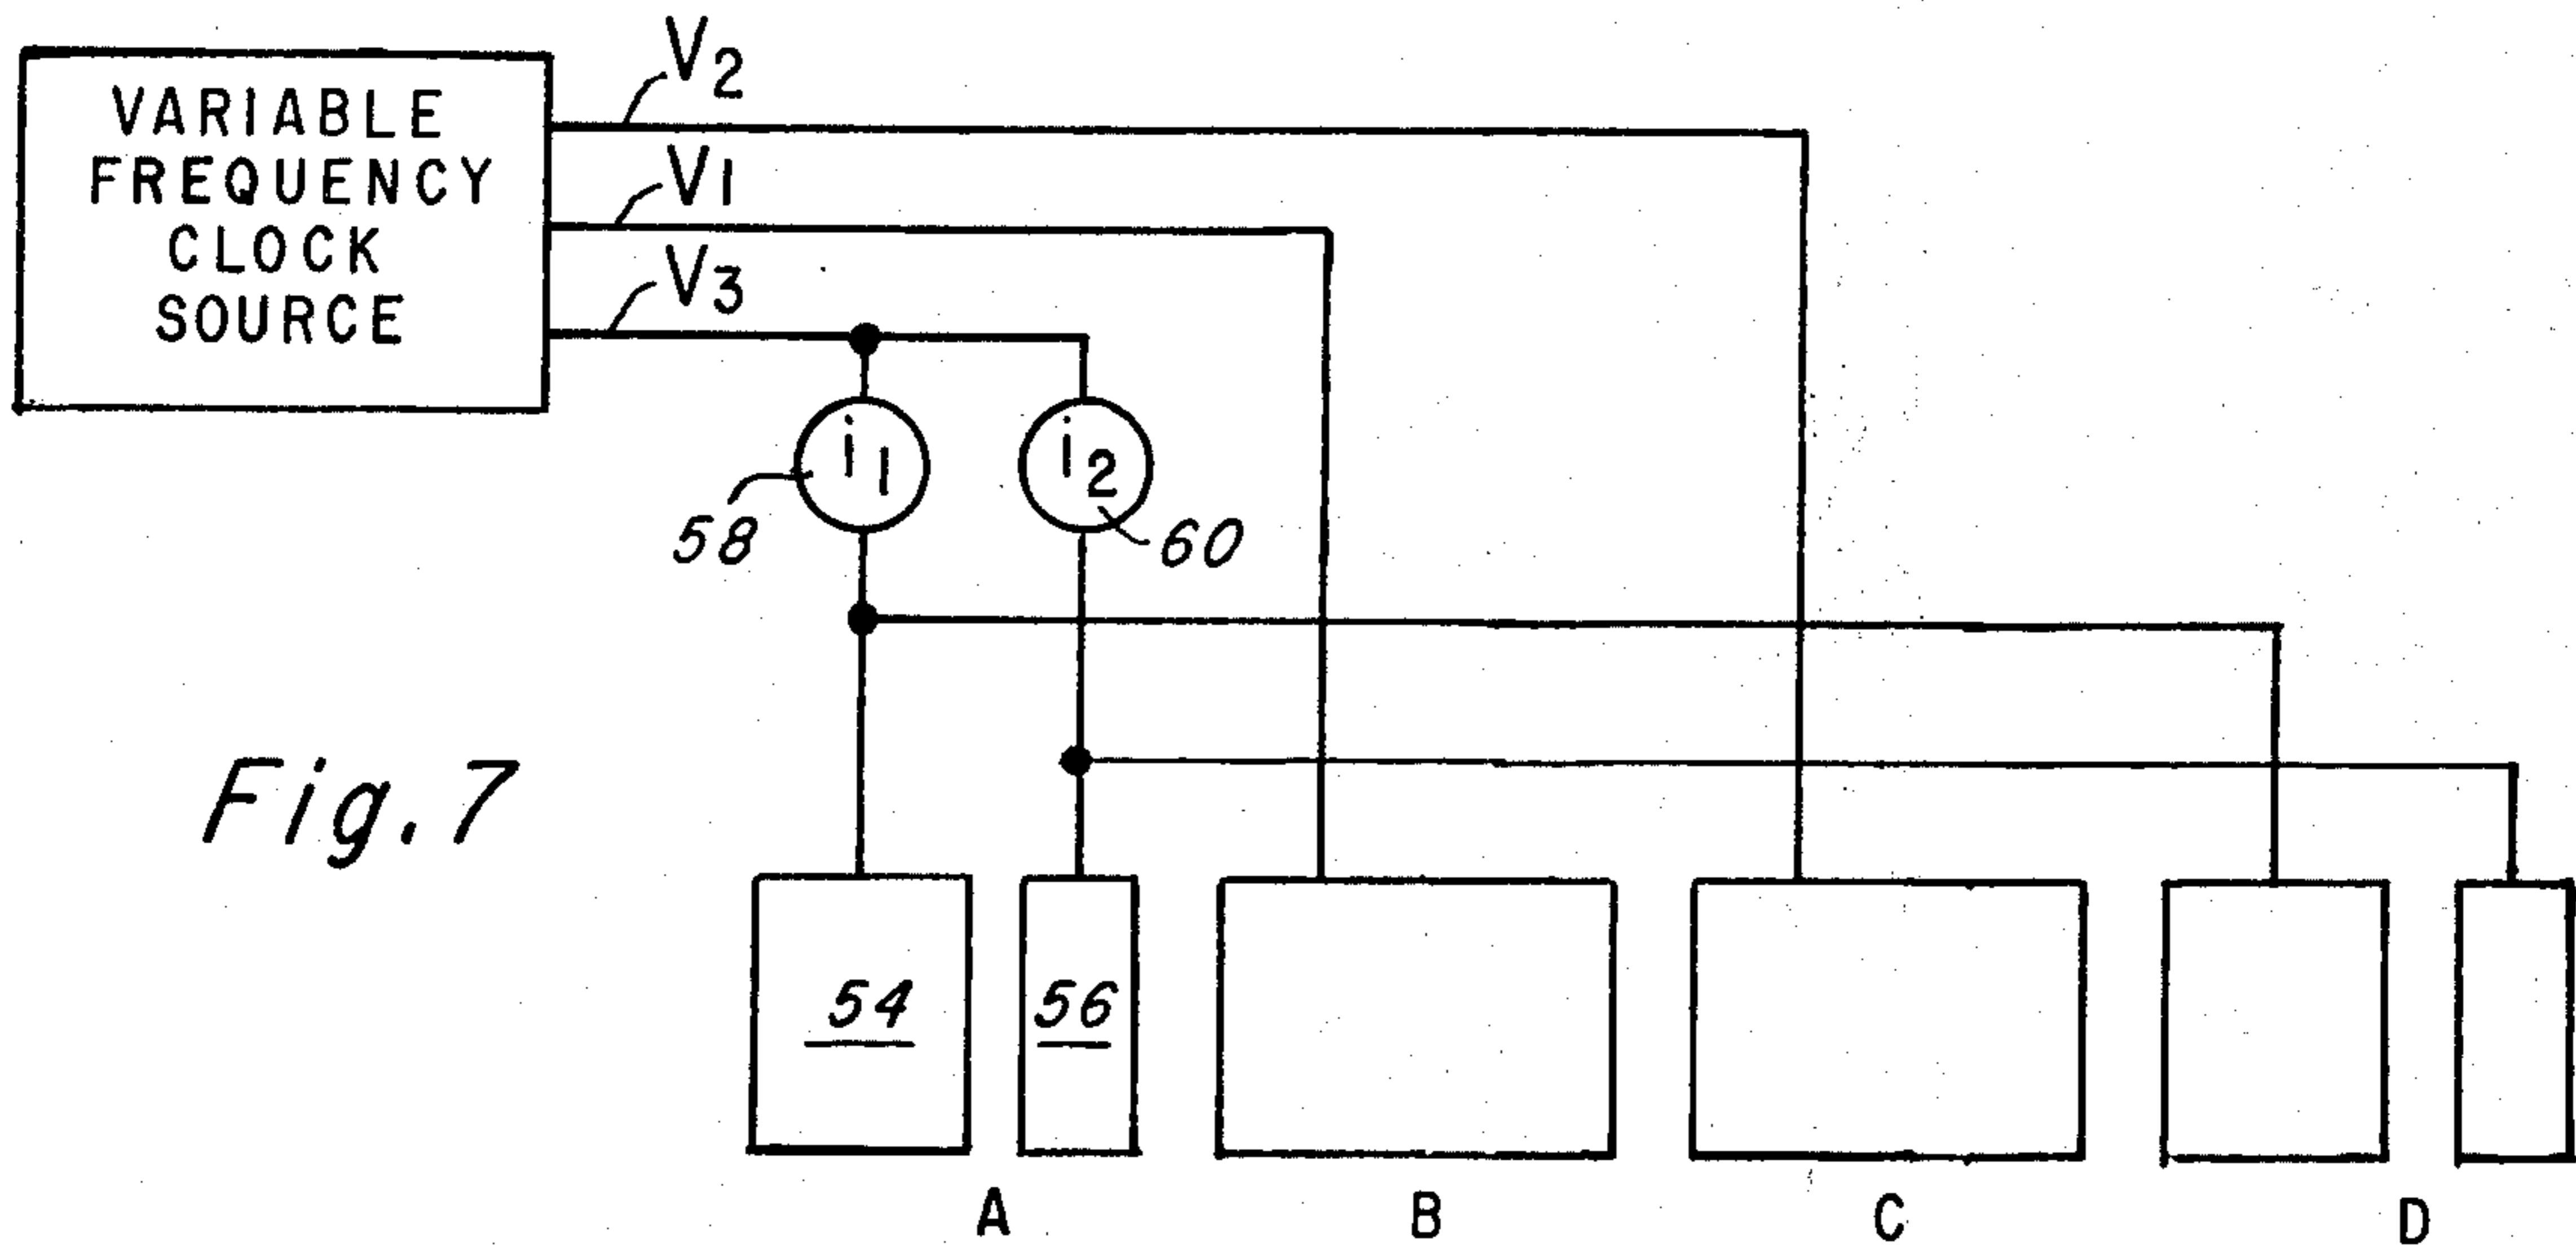 VARIABLE
FREQUENCY
CLOCK
SOURCE
V2
V1
V3
i1
i2
58
60
Fig. 7
54
56
A
B
C
D